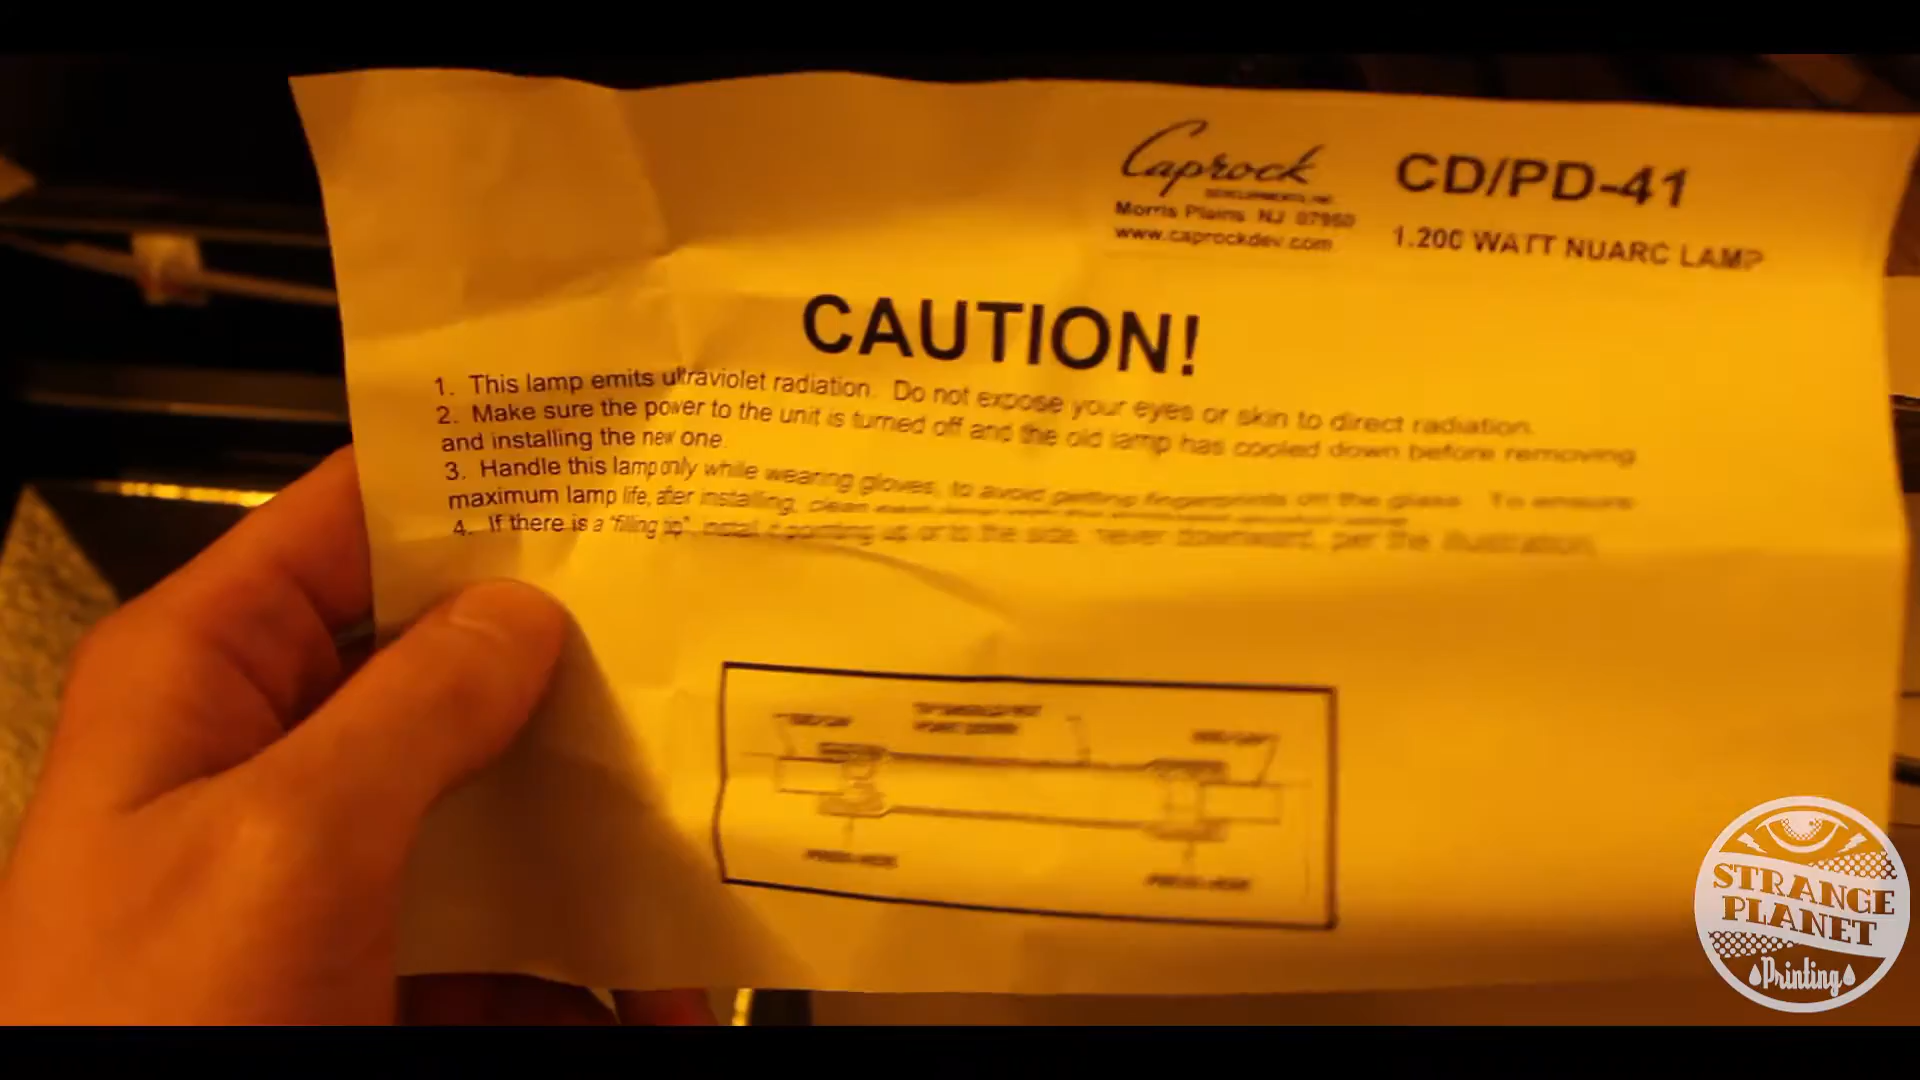 Caprock
DEVELOPMENTS, INC.
Morris Plains NJ 07950
www.caprockdev.com
CD/PD-41
1,200 WATT NUARC LAMP
CAUTION!
1. This lamp emits ultraviolet radiation. Do not expose your eyes or skin to direct radiation.
2. Make sure the power to the unit is turned off and the old lamp has cooled down before removing
and installing the new one.
3. Handle this lamp only while wearing gloves, to avoid getting fingerprints on the glass. To ensure
maximum lamp life, after installing, clean
4. If there is a "filling tip", install it pointing up or to the side, never downward, per the illustration.
STRANGE
PLANET
Printing